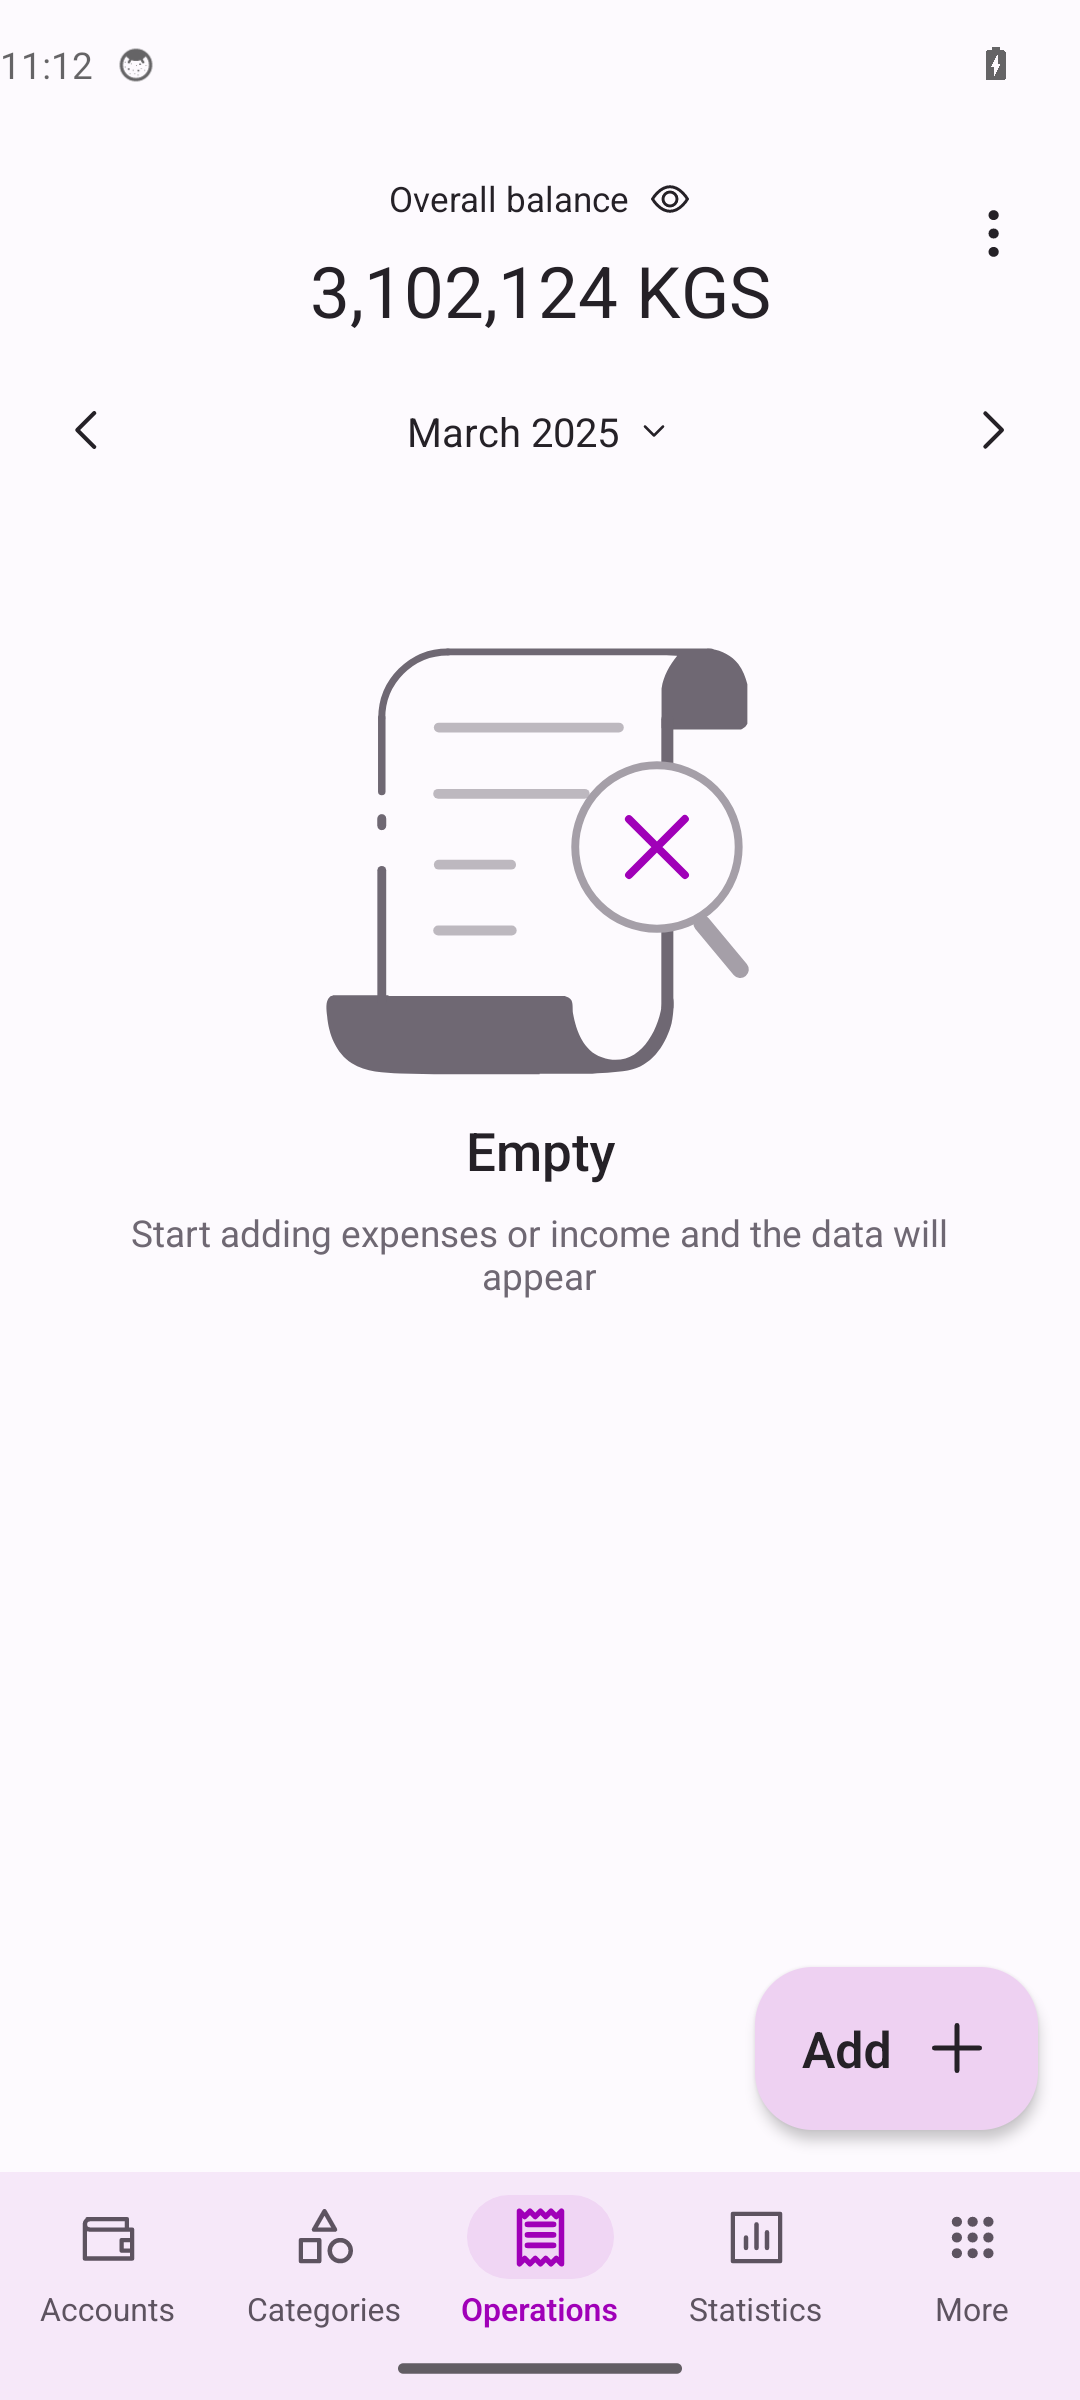 11:12
Overall balance
3,102,124 KGS
March 2025
Empty
Start adding expenses or income and the data will
appear
Add
Accounts
Categories
Operations
Statistics
More